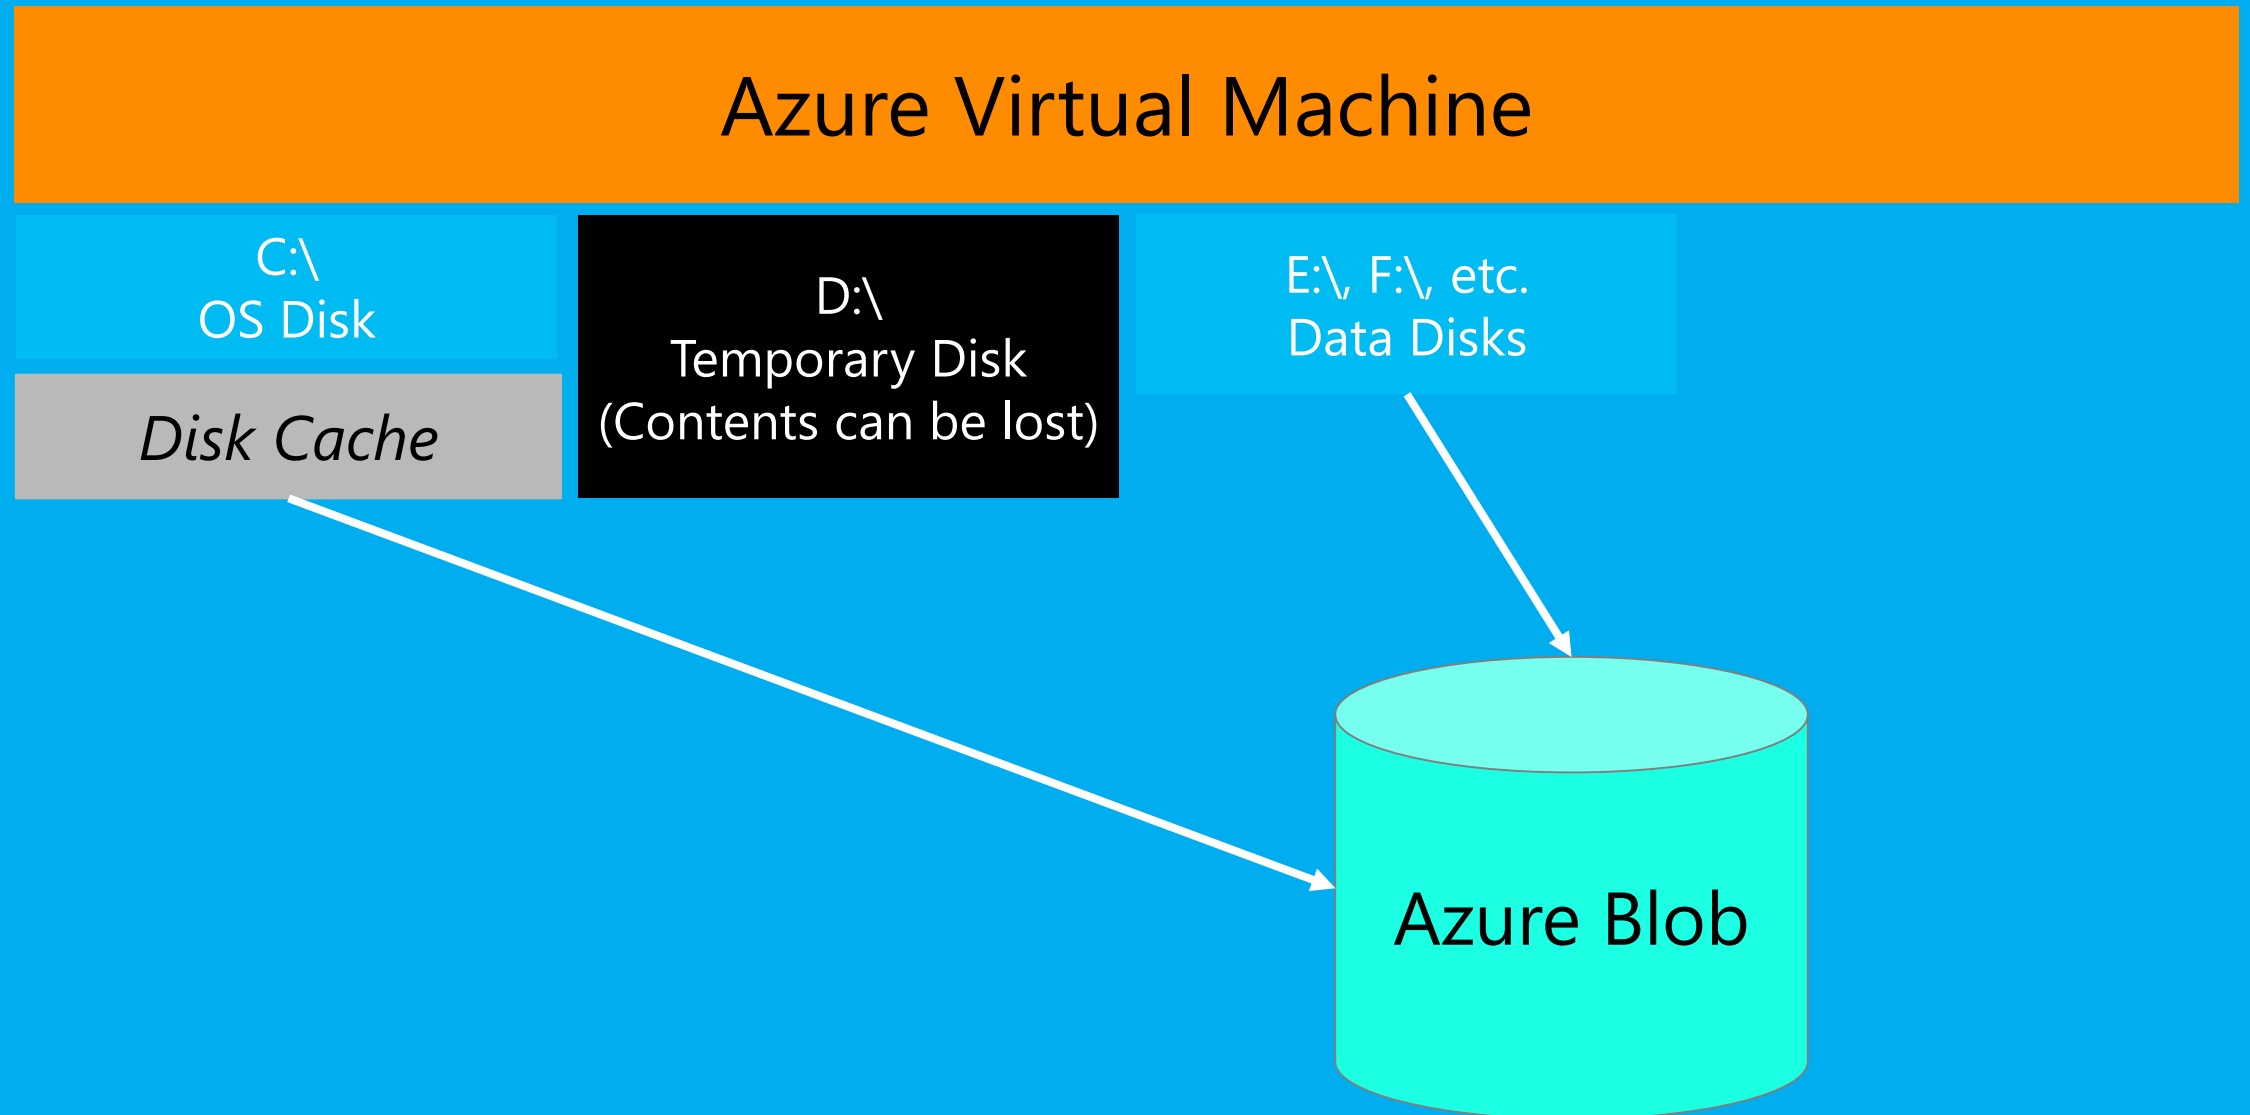 Azure Virtual Machine
C:\
OS Disk
Disk Cache
D:\
Temporary Disk
(Contents can be lost)
E:\, F:\, etc.
Data Disks
Azure Blob